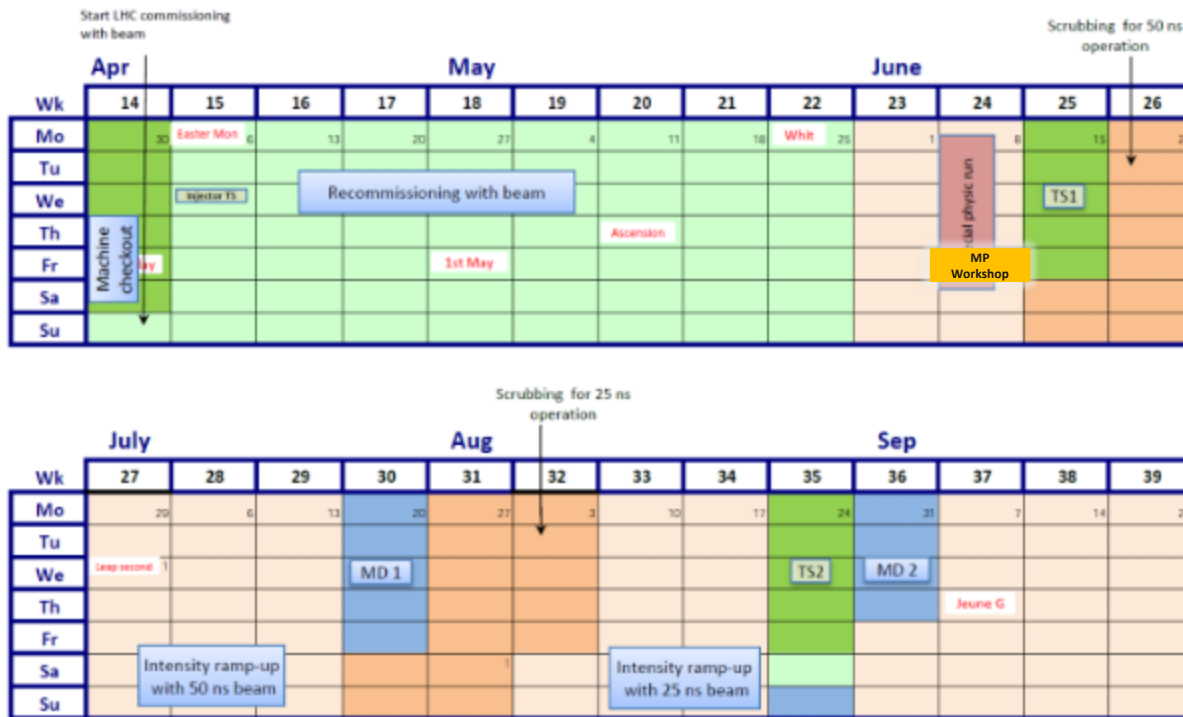 Start LHC commissioning
with beam
Scrubbing for 50 ns
operation
Apr May June
Wk 14 15 16 17 18 19 20 21 22 23 24 25 26
Mo 30 Easter Mon 6 13 20 27 4 11 18 Whit 25 1 8 15 2
Tu
We Injector TS Recommissioning with beam TS1
Th Machine checkout Ascension cial physic run
Fr ay 1st May MP
Workshop
Sa
Su
Scrubbing for 25 ns
operation
July Aug Sep
Wk 27 28 29 30 31 32 33 34 35 36 37 38 39
Mo 29 6 13 20 27 3 10 17 24 31 7 14 2
Tu
We Leap second 1 MD 1 TS2 MD 2
Th Jeune G
Fr
Sa Intensity ramp-up 1 Intensity ramp-up
with 50 ns beam with 25 ns beam
Su